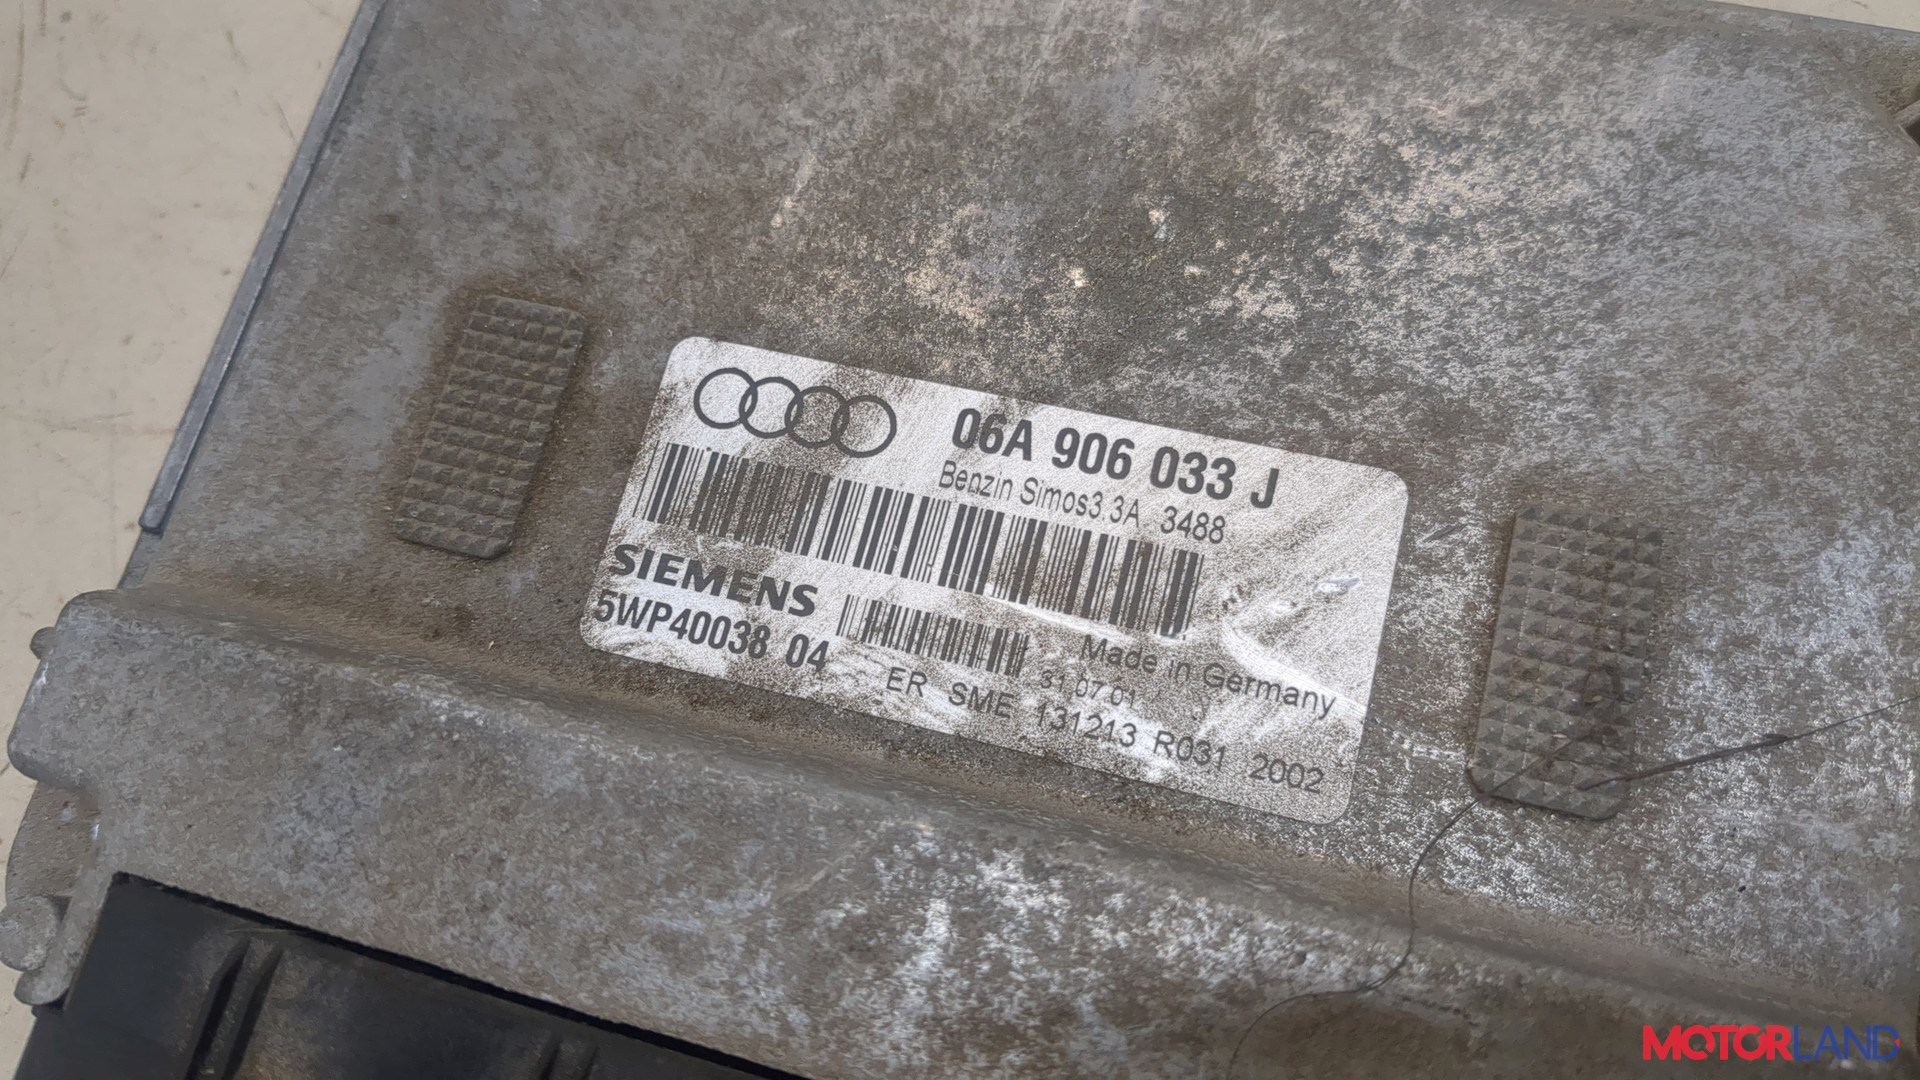 06A 906 033 J
Benzin Simos3.3A 3488
SIEMENS
5WP40038 04
Made in Germany
31.07.01
ER SME 131213 R031 2002
MOTORLAND